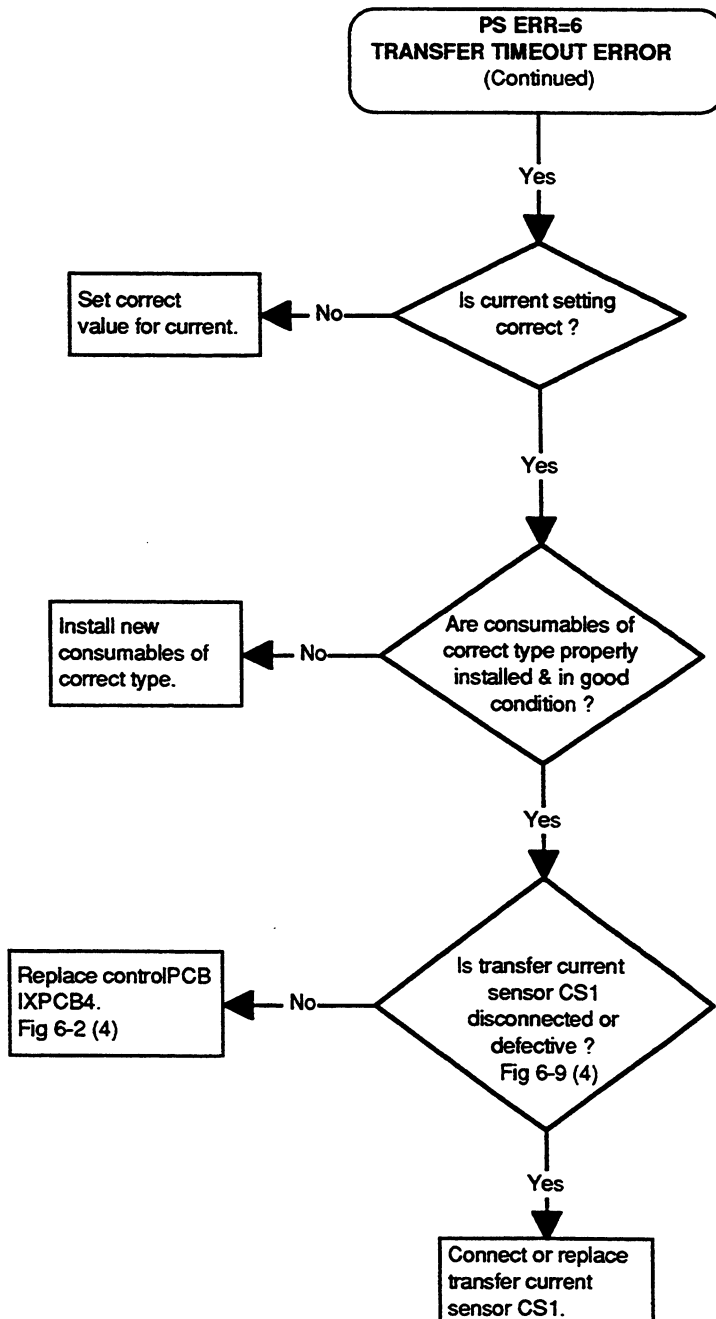 PS ERR=6
TRANSFER TIMEOUT ERROR
(Continued)
Yes
Is current setting
correct ?
No
Set correct
value for current.
Yes
Are consumables of
correct type properly
installed & in good
condition ?
No
Install new
consumables of
correct type.
Yes
Is transfer current
sensor CS1
disconnected or
defective ?
Fig 6-9 (4)
No
Replace controlPCB
IXPCB4.
Fig 6-2 (4)
Yes
Connect or replace
transfer current
sensor CS1.